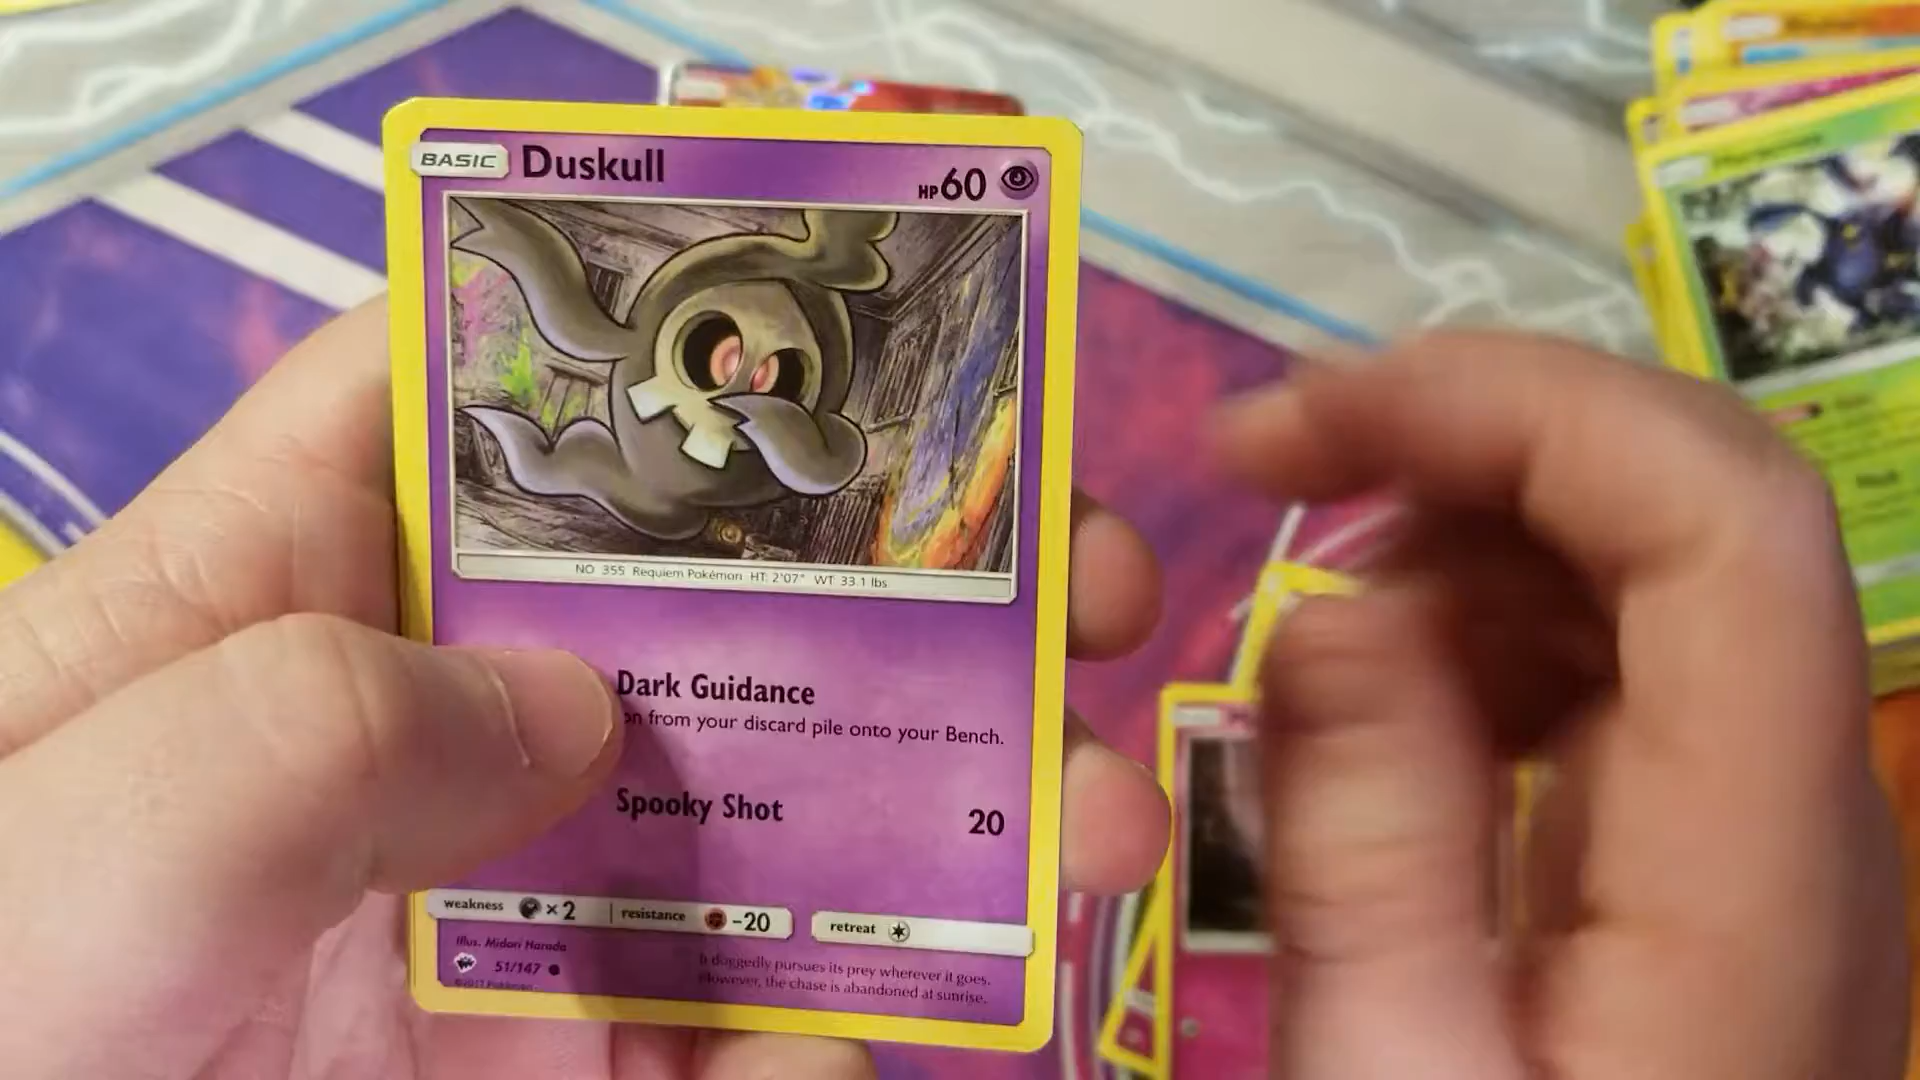 BASIC Duskull HP60
NO 355 Requiem Pokémon HT: 2'07" WT: 33.1 lbs
Dark Guidance
on from your discard pile onto your Bench.
Spooky Shot 20
weakness ×2 resistance -20 retreat
Illus. Midori Harada
51/147
©2017 Pokémon
It doggedly pursues its prey wherever it goes.
However, the chase is abandoned at sunrise.